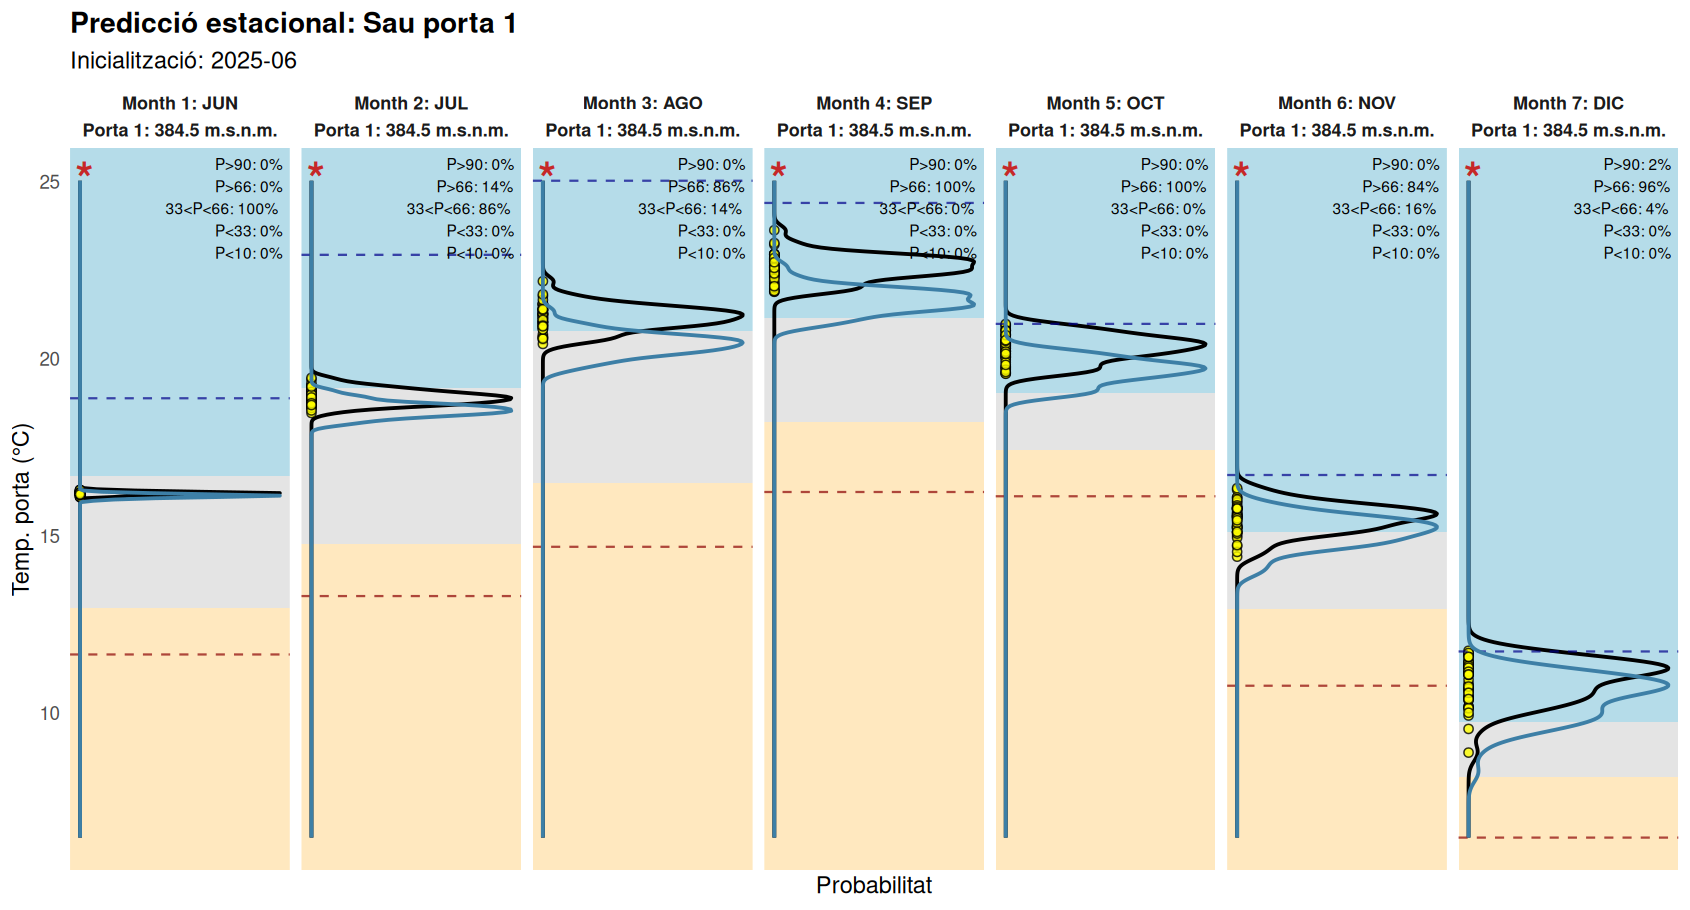 Predicció estacional: Sau porta 1
Inicialització: 2025-06
Month 1: JUN
Porta 1: 384.5 m.s.n.m.
Month 2: JUL
Porta 1: 384.5 m.s.n.m.
Month 3: AGO
Porta 1: 384.5 m.s.n.m.
Month 4: SEP
Porta 1: 384.5 m.s.n.m.
Month 5: OCT
Porta 1: 384.5 m.s.n.m.
Month 6: NOV
Porta 1: 384.5 m.s.n.m.
Month 7: DIC
Porta 1: 384.5 m.s.n.m.
*
P>90: 0%
P>66: 0%
33<P<66: 100%
P<33: 0%
P<10: 0%
*
P>90: 0%
P>66: 14%
33<P<66: 86%
P<33: 0%
P<10: 0%
*
P>90: 0%
P>66: 86%
33<P<66: 14%
P<33: 0%
P<10: 0%
*
P>90: 0%
P>66: 100%
33<P<66: 0%
P<33: 0%
P<10: 0%
*
P>90: 0%
P>66: 100%
33<P<66: 0%
P<33: 0%
P<10: 0%
*
P>90: 0%
P>66: 84%
33<P<66: 16%
P<33: 0%
P<10: 0%
*
P>90: 2%
P>66: 96%
33<P<66: 4%
P<33: 0%
P<10: 0%
25
20
15
10
Temp. porta (°C)
Probabilitat